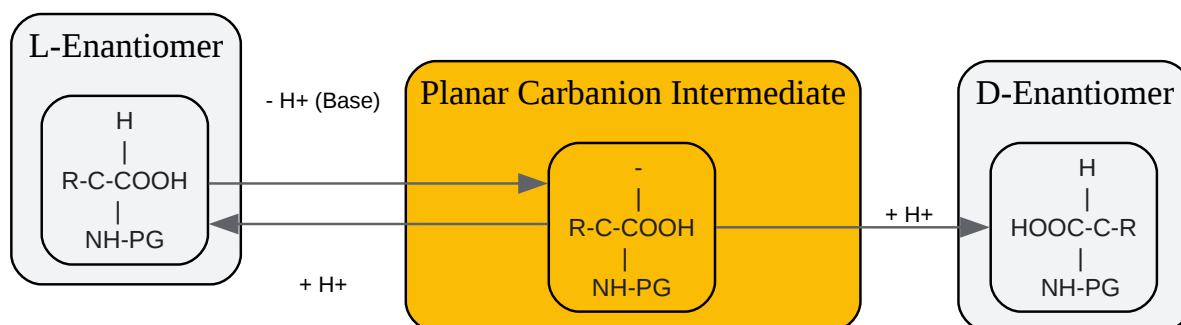 L-Enantiomer
H
|
R-C-COOH
|
NH-PG
- H+ (Base)
+ H+
Planar Carbanion Intermediate
-
|
R-C-COOH
|
NH-PG
+ H+
D-Enantiomer
H
|
HOOC-C-R
|
NH-PG